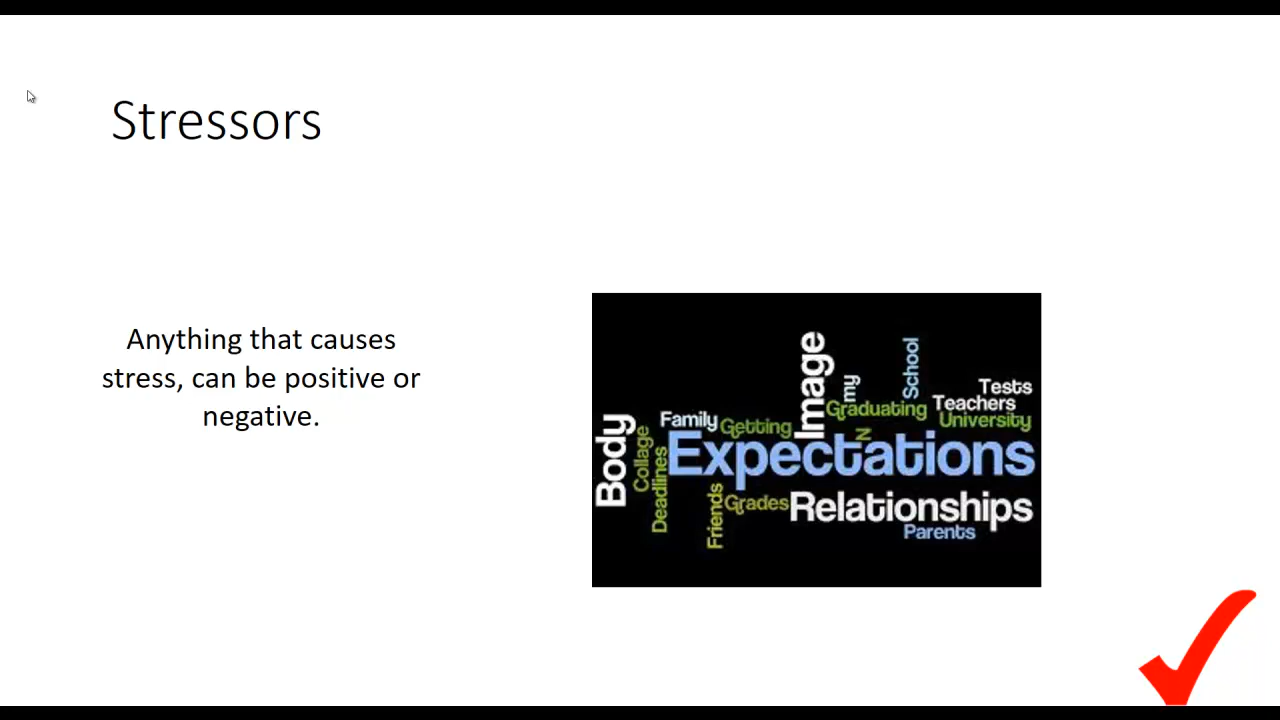 Stressors
Anything that causes
stress, can be positive or
negative.
Image
my
School
Tests
Graduating
Teachers
University
Family
Getting
N
Body
Collage
Deadlines
Expectations
Friends
Grades
Relationships
Parents